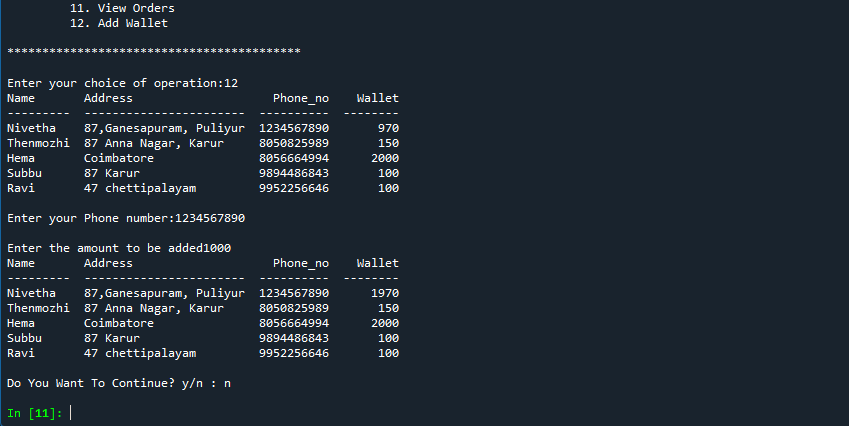 11. View Orders
12. Add Wallet
******************************************
Enter your choice of operation:12
Name       Address                    Phone_no    Wallet
---------  -----------------------  ----------  --------
Nivetha    87,Ganesapuram, Puliyur  1234567890       970
Thenmozhi  87 Anna Nagar, Karur     8050825989       150
Hema       Coimbatore               8056664994      2000
Subbu      87 Karur                 9894486843       100
Ravi       47 chettipalayam         9952256646       100
Enter your Phone number:1234567890
Enter the amount to be added1000
Name       Address                    Phone_no    Wallet
---------  -----------------------  ----------  --------
Nivetha    87,Ganesapuram, Puliyur  1234567890      1970
Thenmozhi  87 Anna Nagar, Karur     8050825989       150
Hema       Coimbatore               8056664994      2000
Subbu      87 Karur                 9894486843       100
Ravi       47 chettipalayam         9952256646       100
Do You Want To Continue? y/n : n
In [11]: